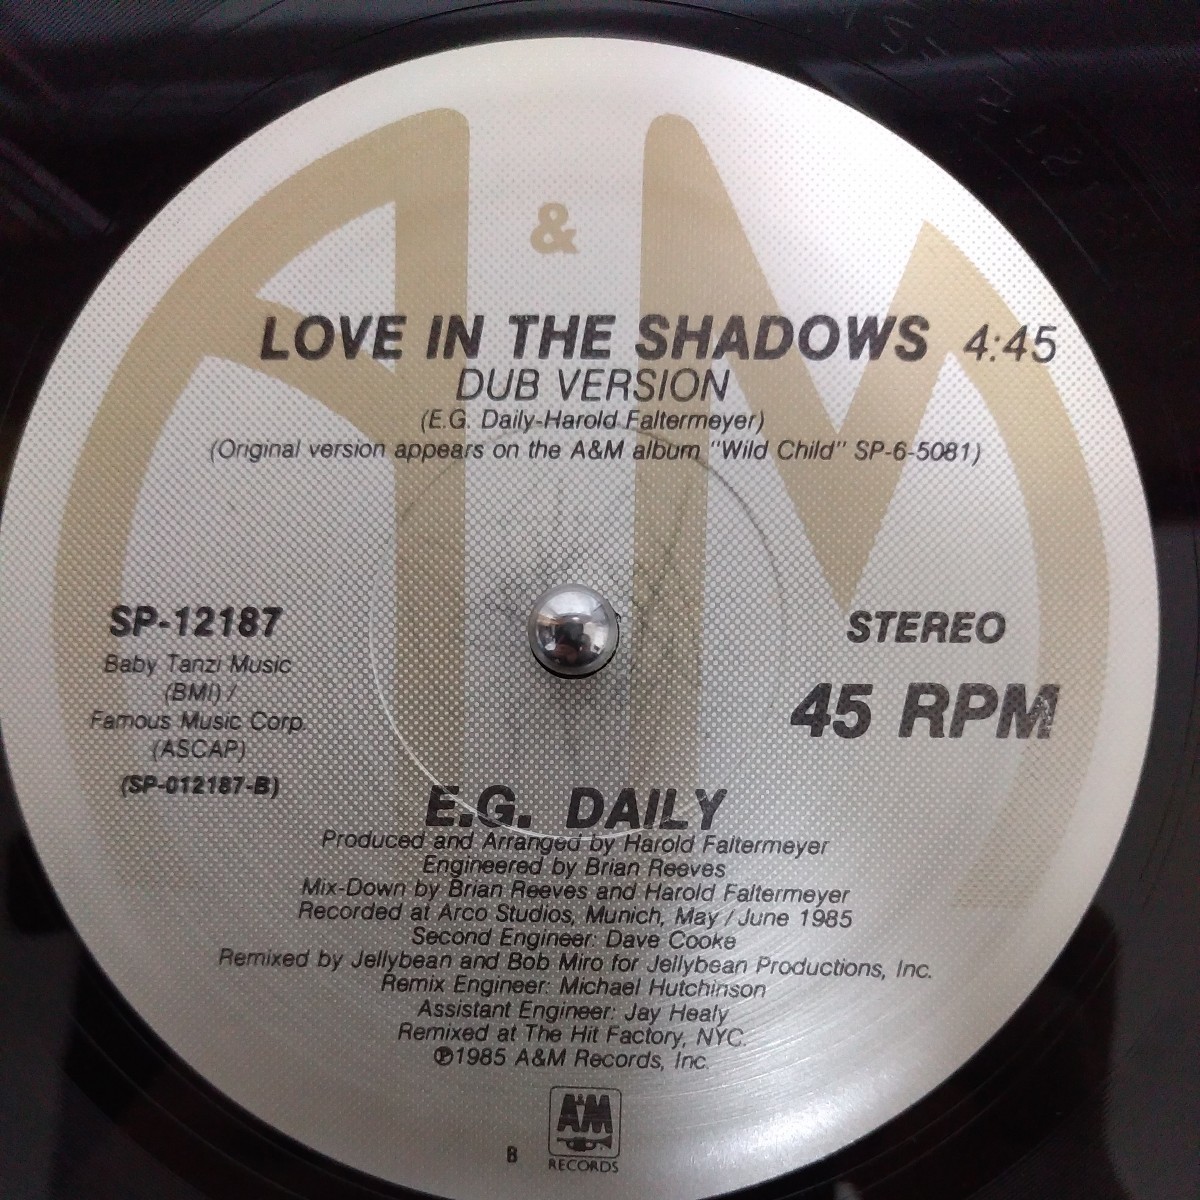 A & M
LOVE IN THE SHADOWS 4:45
DUB VERSION
(E.G. Daily-Harold Faltermeyer)
(Original version appears on the A&M album "Wild Child" SP-6-5081)
SP-12187
Baby Tanzi Music
(BMI) /
Famous Music Corp.
(ASCAP)
(SP-012187-B)
STEREO
45 RPM
E.G. DAILY
Produced and Arranged by Harold Faltermeyer
Engineered by Brian Reeves
Mix-Down by Brian Reeves and Harold Faltermeyer
Recorded at Arco Studios, Munich, May / June 1985
Second Engineer: Dave Cooke
Remixed by Jellybean and Bob Miro for Jellybean Productions, Inc.
Remix Engineer: Michael Hutchinson
Assistant Engineer: Jay Healy
Remixed at The Hit Factory, NYC.
℗1985 A&M Records, Inc.
A&M
RECORDS
B